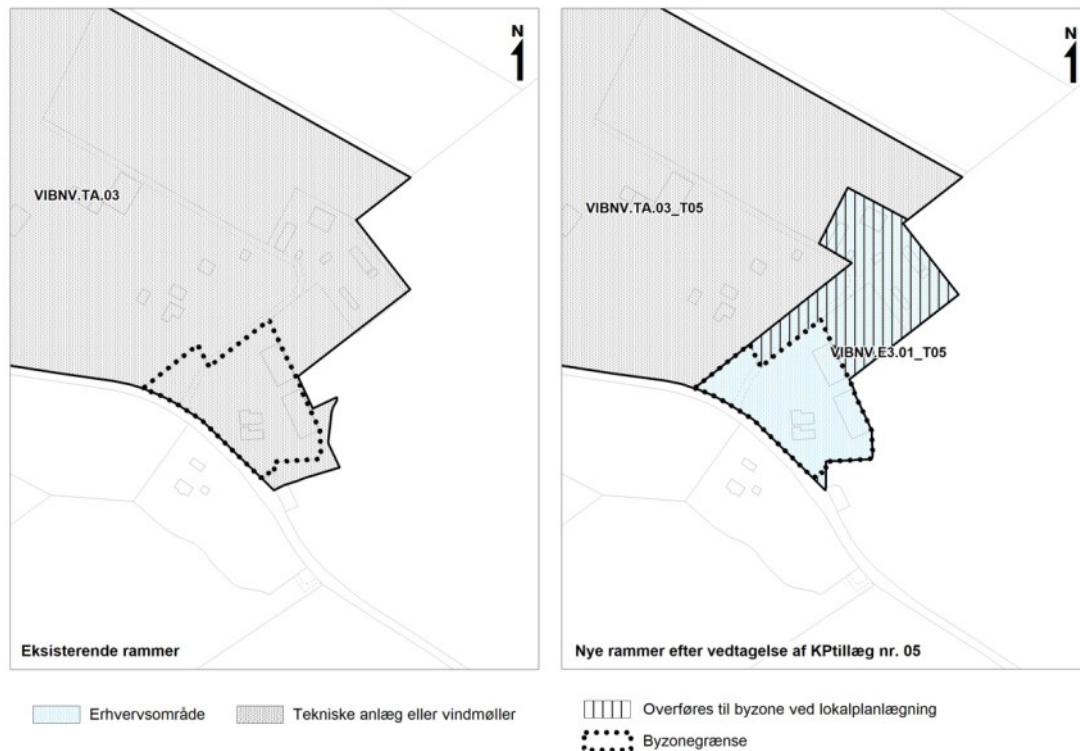 N
VIBNV.TA.03
Eksisterende rammer
N
VIBNV.TA.03_T05
VIBNV.E3.01_T05
Nye rammer efter vedtagelse af KPtillæg nr. 05
Erhvervsområde
Tekniske anlæg eller vindmøller
Overføres til byzone ved lokalplanlægning
Byzonegrænse